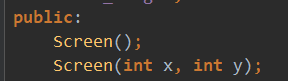 public:
    Screen();
    Screen(int x, int y);